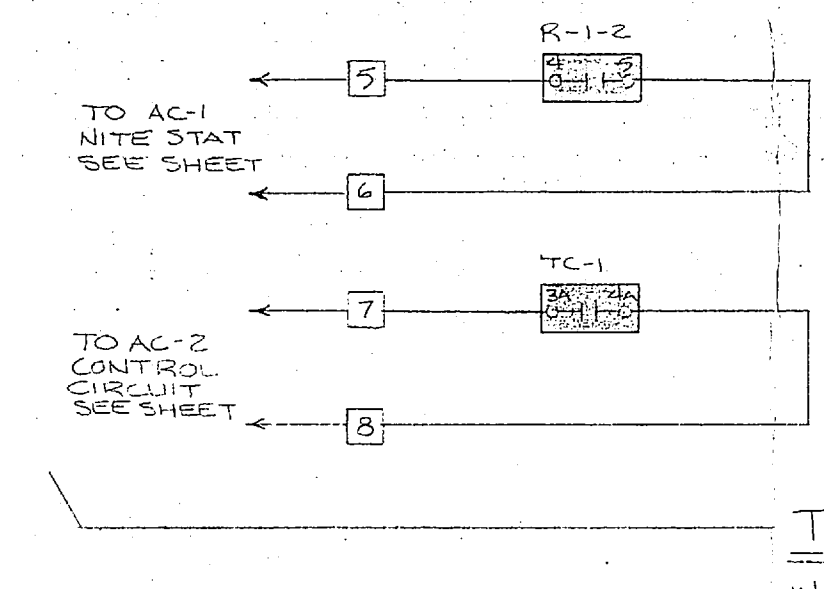 R-1-2
4 5
5
TO AC-1
NITE STAT
SEE SHEET
6
TC-1
3A 4A
7
TO AC-2
CONTROL
CIRCUIT
SEE SHEET
8
T